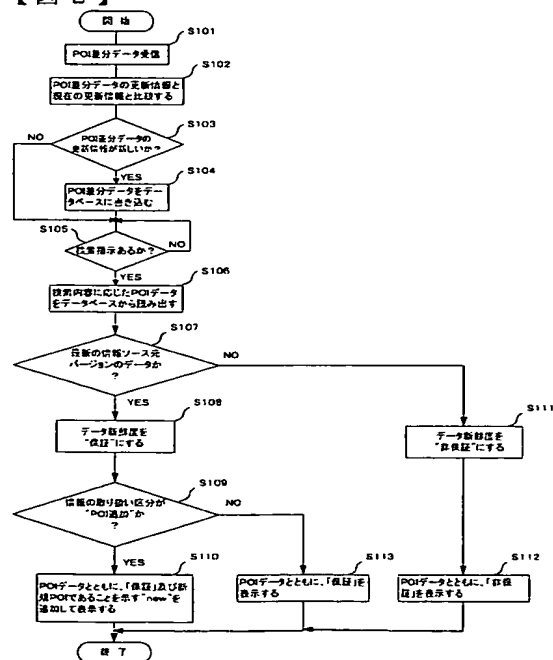 開始
S101
POI差分データ受信
S102
POI差分データの更新情報と
現在の更新情報と比較する
S103
NO
POI差分データの
更新情報が新しいか?
YES
S104
POI差分データをデー
タベースに書き込む
S105
検索指示あるか?
NO
YES
S106
検索内容に応じたPOIデータ
をデータベースから読み出す
S107
最新の情報ソース元
バージョンのデータか
?
NO
YES
S108
S111
データ新鮮度を
"保証"にする
データ新鮮度を
"非保証"にする
S109
情報の取り扱い区分が
"POI追加"か
?
NO
YES
S110
S113
S112
POIデータとともに、「保証」及び新
規POIであることを示す"new"を
追加して表示する
POIデータとともに、「保証」を
表示する
POIデータとともに、「非保
証」を表示する
終了